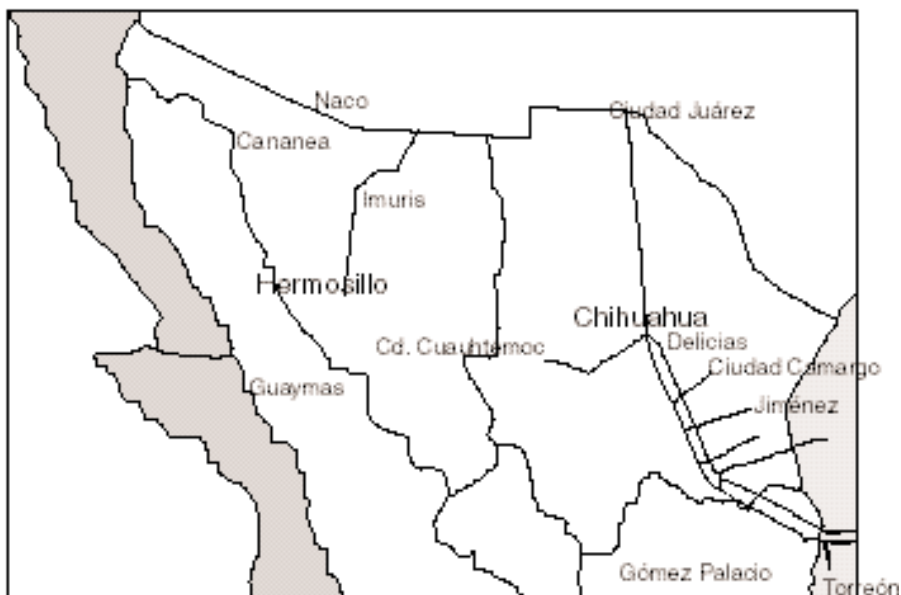 Naco
Ciudad Juárez
Cananea
Imuris
Hermosillo
Chihuahua
Delicias
Cd. Cuauhtemoc
Ciudad Camargo
Guaymas
Jiménez
Gómez Palacio
Torreón